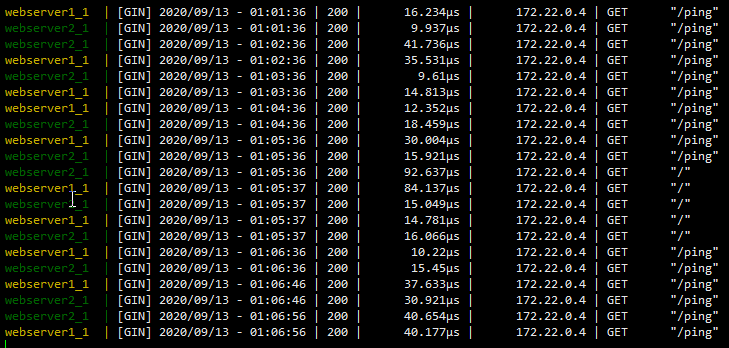 webserver1_1 | [GIN] 2020/09/13 - 01:01:36 | 200 | 16.234µs | 172.22.0.4 | GET "/ping"
webserver2_1 | [GIN] 2020/09/13 - 01:01:36 | 200 | 9.937µs | 172.22.0.4 | GET "/ping"
webserver2_1 | [GIN] 2020/09/13 - 01:02:36 | 200 | 41.736µs | 172.22.0.4 | GET "/ping"
webserver1_1 | [GIN] 2020/09/13 - 01:02:36 | 200 | 35.531µs | 172.22.0.4 | GET "/ping"
webserver2_1 | [GIN] 2020/09/13 - 01:03:36 | 200 | 9.61µs | 172.22.0.4 | GET "/ping"
webserver1_1 | [GIN] 2020/09/13 - 01:03:36 | 200 | 14.813µs | 172.22.0.4 | GET "/ping"
webserver1_1 | [GIN] 2020/09/13 - 01:04:36 | 200 | 12.352µs | 172.22.0.4 | GET "/ping"
webserver2_1 | [GIN] 2020/09/13 - 01:04:36 | 200 | 18.459µs | 172.22.0.4 | GET "/ping"
webserver1_1 | [GIN] 2020/09/13 - 01:05:36 | 200 | 30.004µs | 172.22.0.4 | GET "/ping"
webserver2_1 | [GIN] 2020/09/13 - 01:05:36 | 200 | 15.921µs | 172.22.0.4 | GET "/ping"
webserver2_1 | [GIN] 2020/09/13 - 01:05:36 | 200 | 92.637µs | 172.22.0.4 | GET "/"
webserver1_1 | [GIN] 2020/09/13 - 01:05:37 | 200 | 84.137µs | 172.22.0.4 | GET "/"
webserver2_1 | [GIN] 2020/09/13 - 01:05:37 | 200 | 15.049µs | 172.22.0.4 | GET "/"
webserver1_1 | [GIN] 2020/09/13 - 01:05:37 | 200 | 14.781µs | 172.22.0.4 | GET "/"
webserver2_1 | [GIN] 2020/09/13 - 01:05:37 | 200 | 16.066µs | 172.22.0.4 | GET "/"
webserver1_1 | [GIN] 2020/09/13 - 01:06:36 | 200 | 10.22µs | 172.22.0.4 | GET "/ping"
webserver2_1 | [GIN] 2020/09/13 - 01:06:36 | 200 | 15.45µs | 172.22.0.4 | GET "/ping"
webserver1_1 | [GIN] 2020/09/13 - 01:06:46 | 200 | 37.633µs | 172.22.0.4 | GET "/ping"
webserver2_1 | [GIN] 2020/09/13 - 01:06:46 | 200 | 30.921µs | 172.22.0.4 | GET "/ping"
webserver2_1 | [GIN] 2020/09/13 - 01:06:56 | 200 | 40.654µs | 172.22.0.4 | GET "/ping"
webserver1_1 | [GIN] 2020/09/13 - 01:06:56 | 200 | 40.177µs | 172.22.0.4 | GET "/ping"